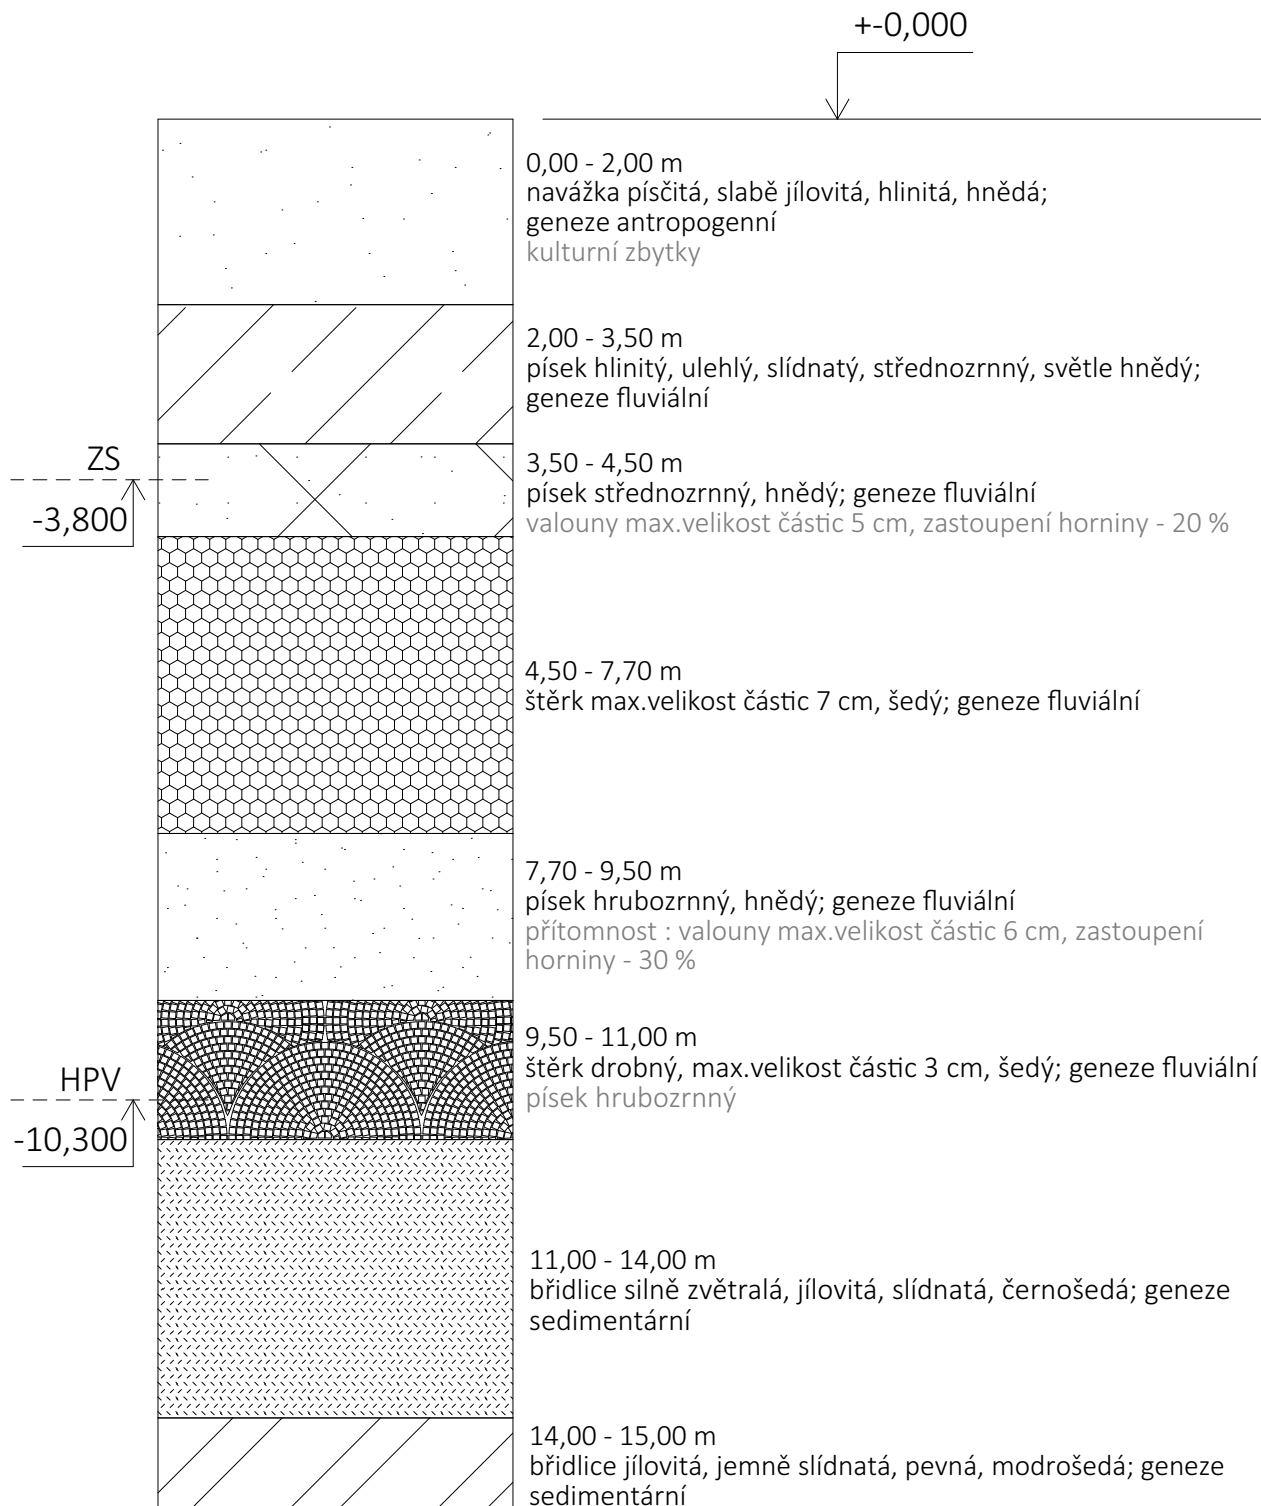 +-0,000
0,00 - 2,00 m
navážka písčitá, slabě jílovitá, hlinitá, hnědá;
geneze antropogenní
kulturní zbytky
2,00 - 3,50 m
písek hlinitý, ulehlý, slídnatý, střednozrnný, světle hnědý;
geneze fluviální
ZS
-3,800
3,50 - 4,50 m
písek střednozrnný, hnědý; geneze fluviální
valouny max.velikost částic 5 cm, zastoupení horniny - 20 %
4,50 - 7,70 m
štěrk max.velikost částic 7 cm, šedý; geneze fluviální
7,70 - 9,50 m
písek hrubozrnný, hnědý; geneze fluviální
přítomnost : valouny max.velikost částic 6 cm, zastoupení
horniny - 30 %
9,50 - 11,00 m
štěrk drobný, max.velikost částic 3 cm, šedý; geneze fluviální
písek hrubozrnný
HPV
-10,300
11,00 - 14,00 m
břidlice silně zvětralá, jílovitá, slídnatá, černošedá; geneze
sedimentární
14,00 - 15,00 m
břidlice jílovitá, jemně slídnatá, pevná, modrošedá; geneze
sedimentární